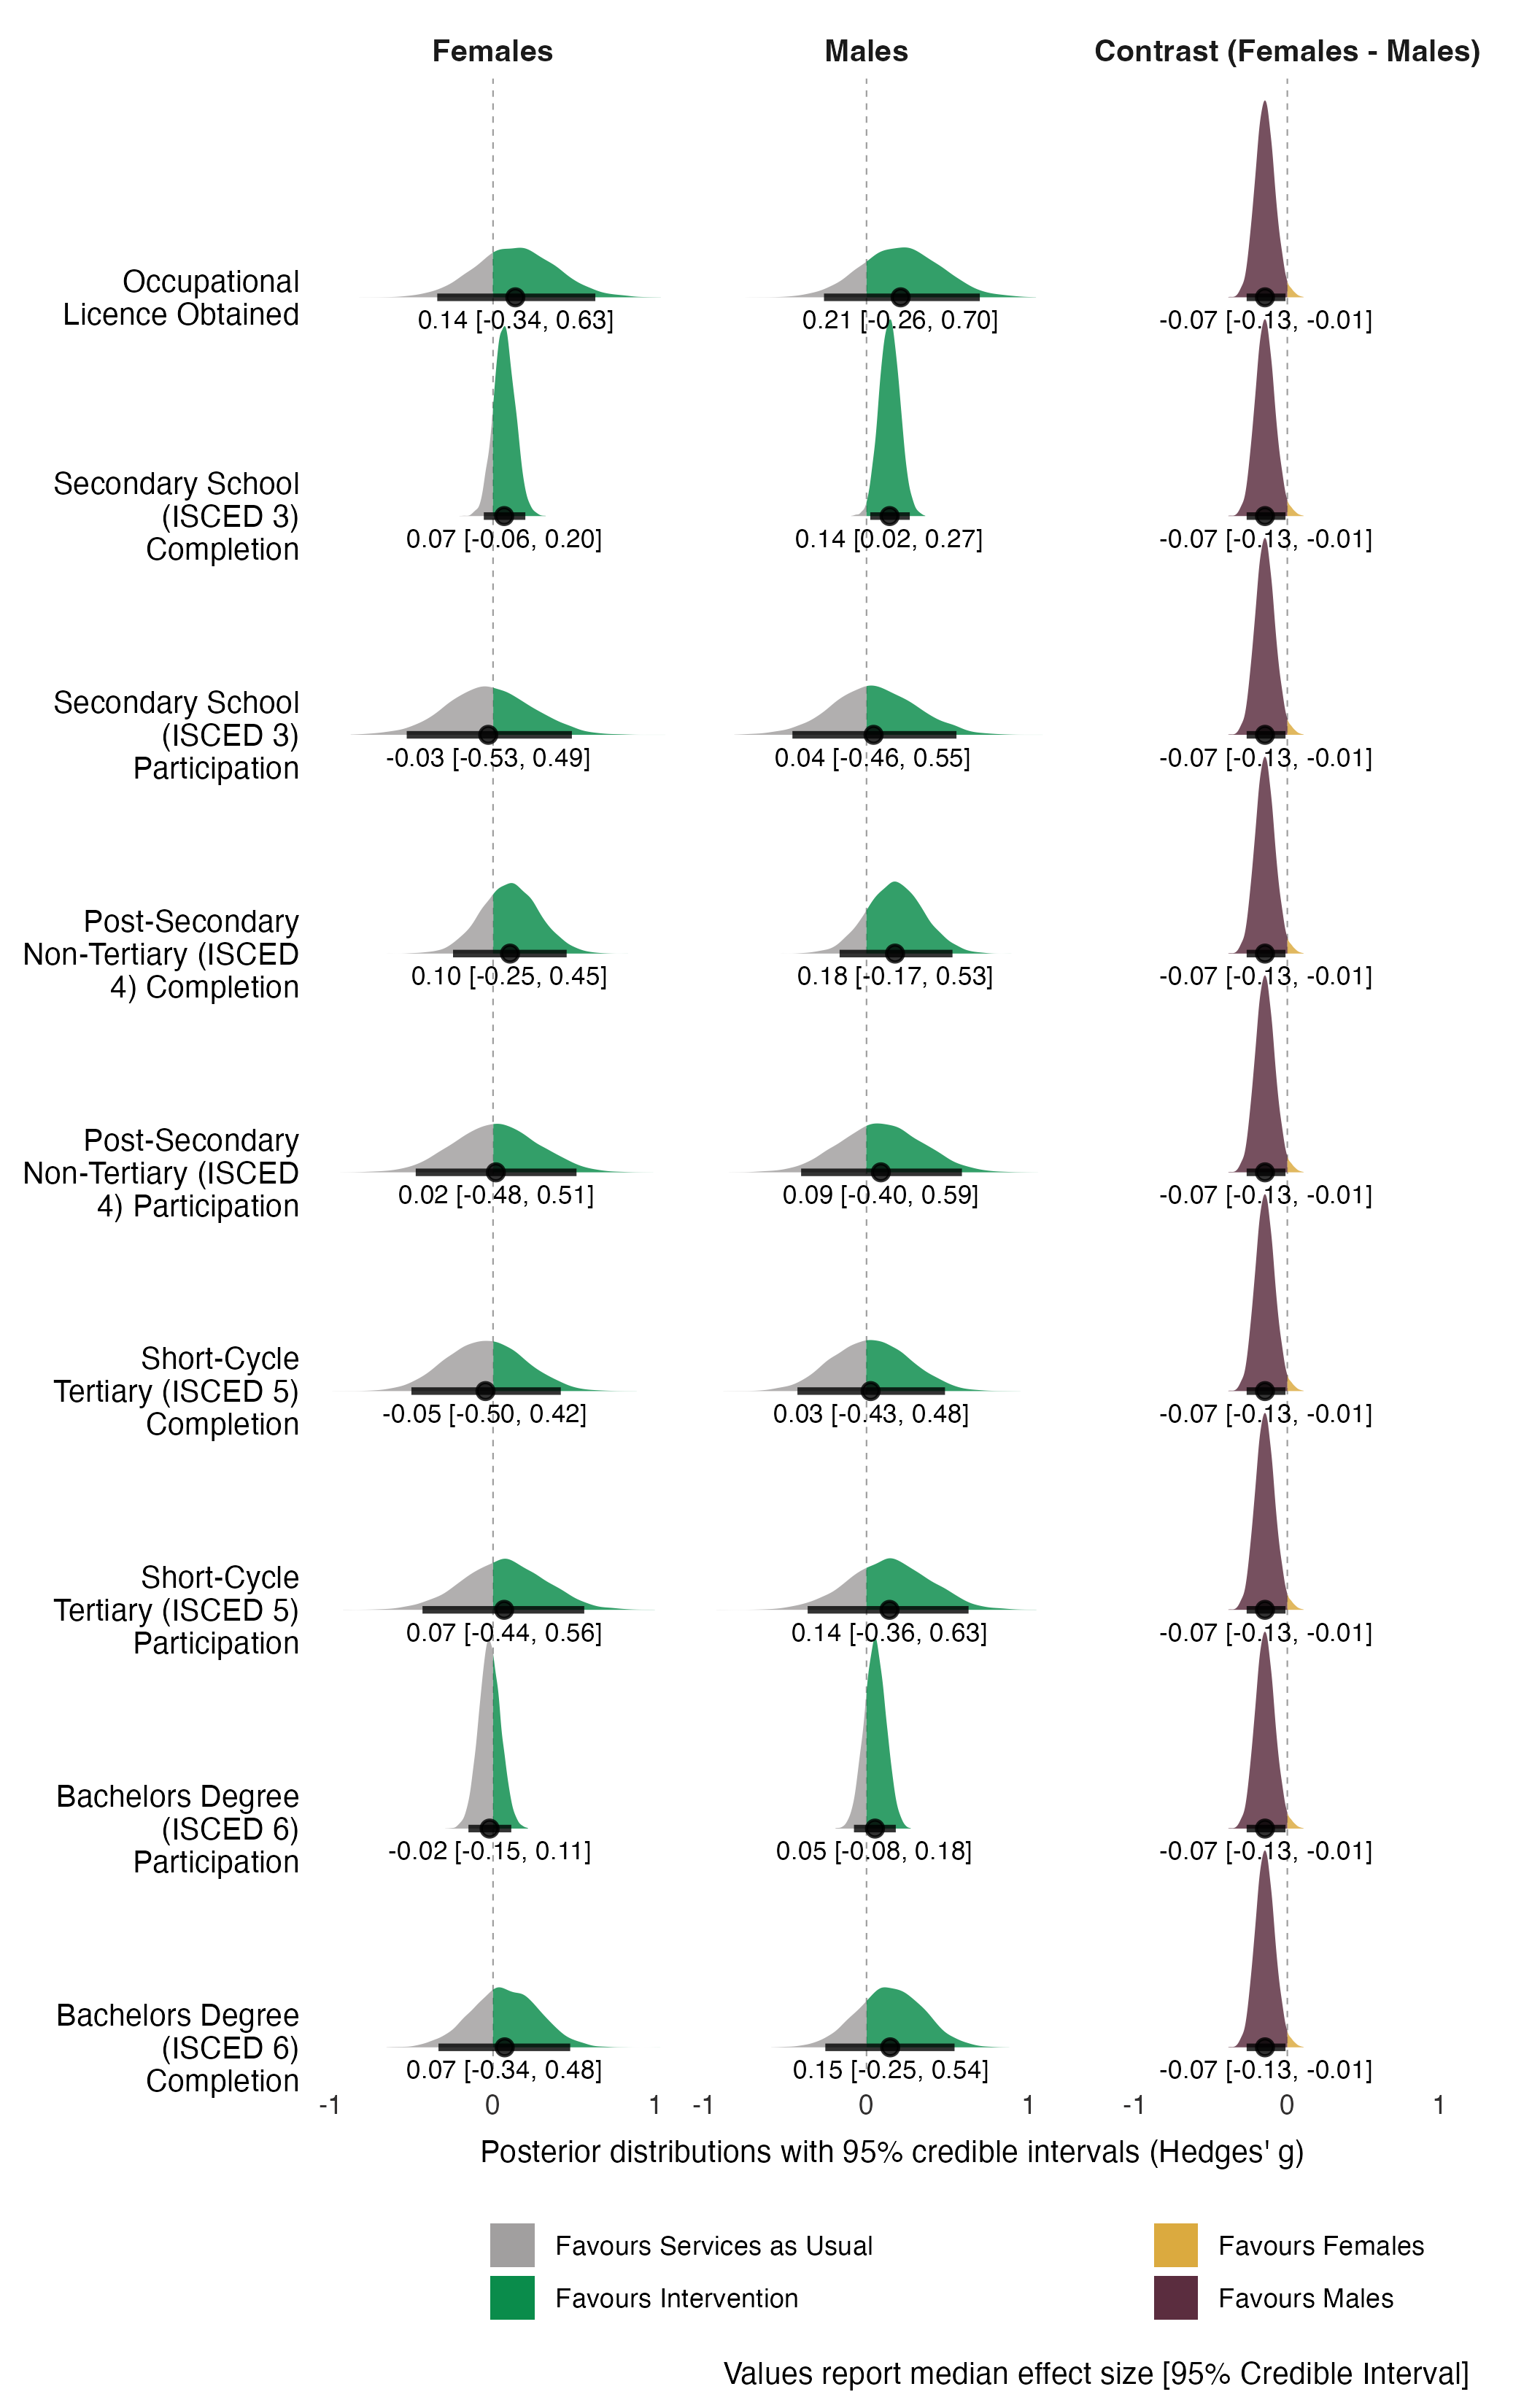 Females Males Contrast (Females - Males)
Occupational
Licence Obtained
0.14 [-0.34, 0.63] 0.21 [-0.26, 0.70] -0.07 [-0.13, -0.01]
Secondary School
(ISCED 3)
Completion
0.07 [-0.06, 0.20] 0.14 [0.02, 0.27] -0.07 [-0.13, -0.01]
Secondary School
(ISCED 3)
Participation
-0.03 [-0.53, 0.49] 0.04 [-0.46, 0.55] -0.07 [-0.13, -0.01]
Post-Secondary
Non-Tertiary (ISCED
4) Completion
0.10 [-0.25, 0.45] 0.18 [-0.17, 0.53] -0.07 [-0.13, -0.01]
Post-Secondary
Non-Tertiary (ISCED
4) Participation
0.02 [-0.48, 0.51] 0.09 [-0.40, 0.59] -0.07 [-0.13, -0.01]
Short-Cycle
Tertiary (ISCED 5)
Completion
-0.05 [-0.50, 0.42] 0.03 [-0.43, 0.48] -0.07 [-0.13, -0.01]
Short-Cycle
Tertiary (ISCED 5)
Participation
0.07 [-0.44, 0.56] 0.14 [-0.36, 0.63] -0.07 [-0.13, -0.01]
Bachelors Degree
(ISCED 6)
Participation
-0.02 [-0.15, 0.11] 0.05 [-0.08, 0.18] -0.07 [-0.13, -0.01]
Bachelors Degree
(ISCED 6)
Completion
0.07 [-0.34, 0.48] 0.15 [-0.25, 0.54] -0.07 [-0.13, -0.01]
-1 0 1 -1 0 1 -1 0 1
Posterior distributions with 95% credible intervals (Hedges' g)
Favours Services as Usual Favours Females
Favours Intervention Favours Males
Values report median effect size [95% Credible Interval]